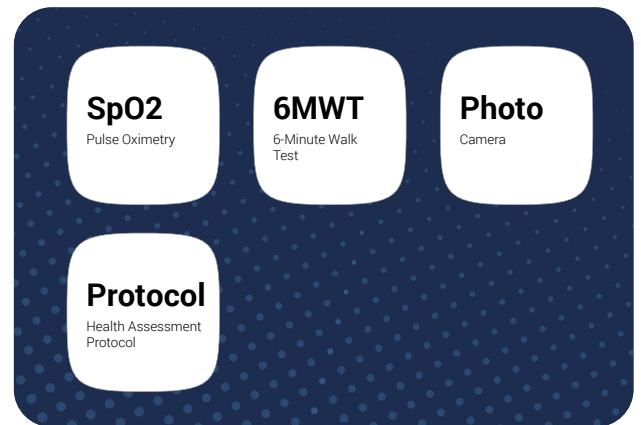 SpO2
Pulse Oximetry
6MWT
6-Minute Walk
Test
Photo
Camera
Protocol
Health Assessment
Protocol